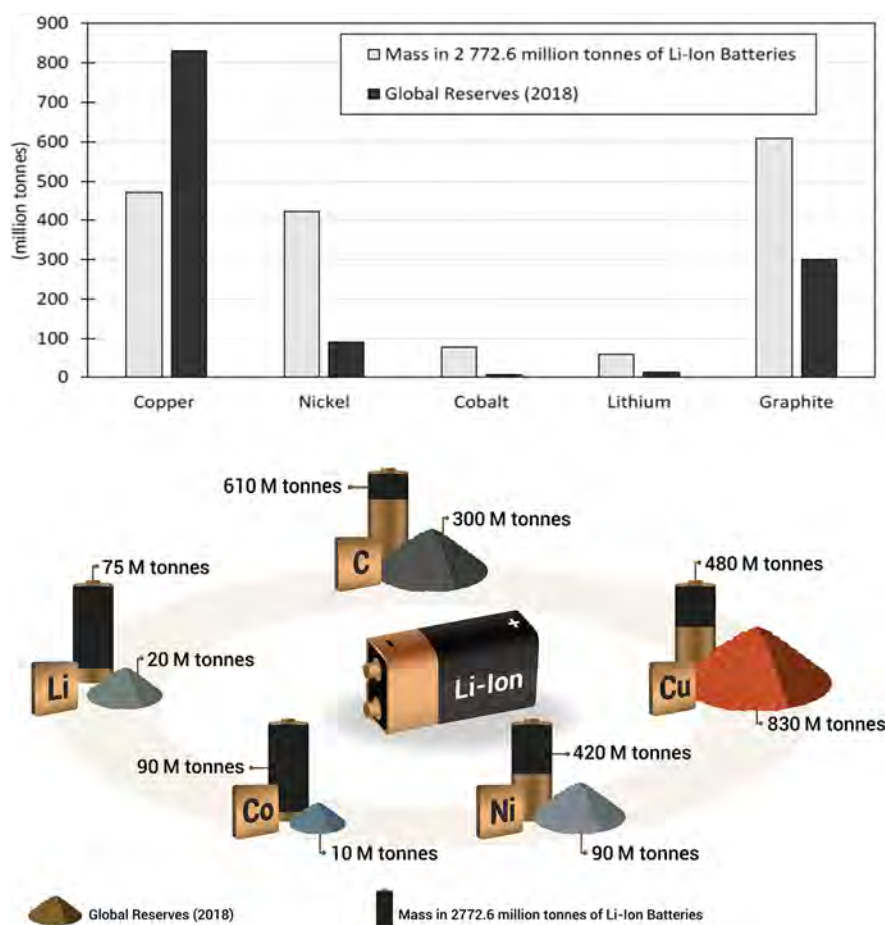 900
800
700
600
500
400
300
200
100
0
(million tonnes)
Mass in 2 772.6 million tonnes of Li-Ion Batteries
Global Reserves (2018)
Copper Nickel Cobalt Lithium Graphite
610 M tonnes
300 M tonnes
C
75 M tonnes
20 M tonnes
Li
480 M tonnes
Cu
830 M tonnes
- +
Li-Ion
90 M tonnes
Co
10 M tonnes
420 M tonnes
Ni
90 M tonnes
Global Reserves (2018)
Mass in 2772.6 million tonnes of Li-Ion Batteries